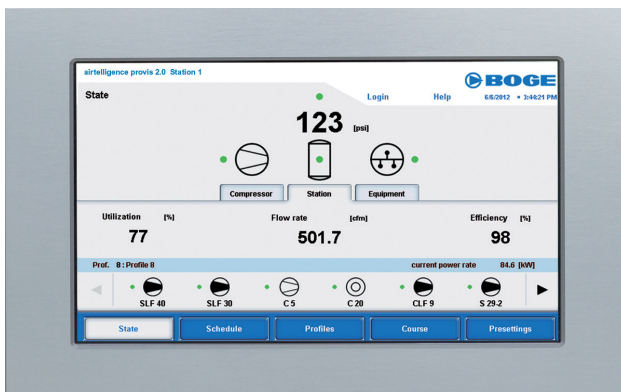 airtelligence provis 2.0 Station 1
BOGE
State
Login Help 6/6/2012 • 3:44:21 PM
123 [psi]
Compressor Station Equipment
Utilization [%] Flow rate [cfm] Efficiency [%]
77 501.7 98
Prof. 8 : Profile 8 current power rate 84.6 [kW]
SLF 40 SLF 30 C 5 C 20 CLF 9 S 29-2
State Schedule Profiles Course Presettings